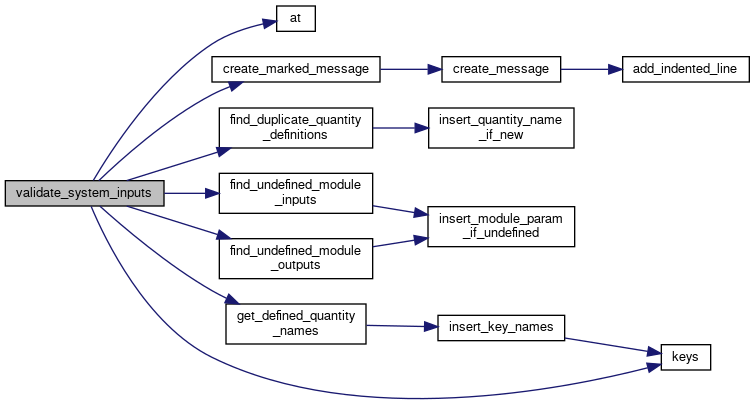 at
create_marked_message
create_message
add_indented_line
find_duplicate_quantity
_definitions
insert_quantity_name
_if_new
validate_system_inputs
find_undefined_module
_inputs
insert_module_param
_if_undefined
find_undefined_module
_outputs
get_defined_quantity
_names
insert_key_names
keys